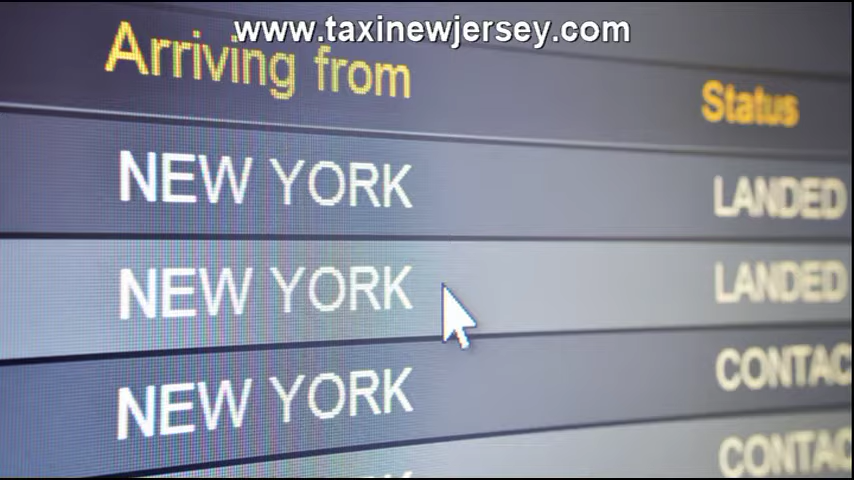 www.taxinewjersey.com
Arriving from Status
NEW YORK LANDED
NEW YORK LANDED
NEW YORK